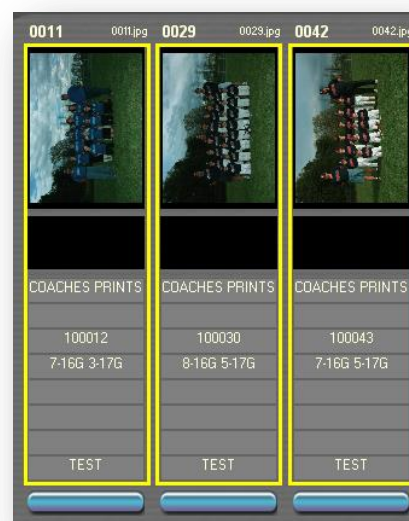 0011 0011.jpg 0029 0029.jpg 0042 0042.jpg
COACHES PRINTS COACHES PRINTS COACHES PRINTS
100012 100030 100043
7-16G 3-17G 8-16G 5-17G 7-16G 5-17G
TEST TEST TEST